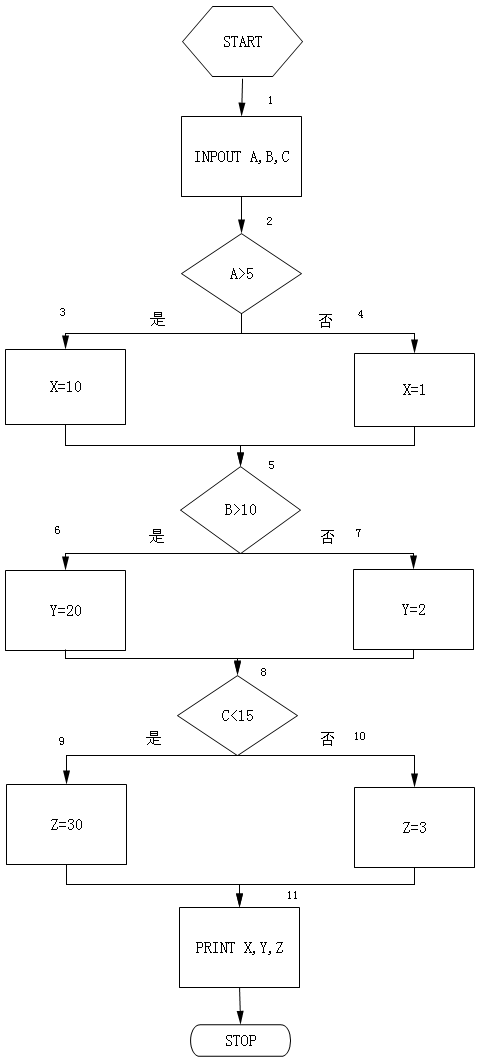 START
1
INPOUT A,B,C
2
A>5
3
是
否
4
X=10
X=1
5
B>10
6
是
否
7
Y=20
Y=2
8
C<15
9
是
否
10
Z=30
Z=3
11
PRINT X,Y,Z
STOP